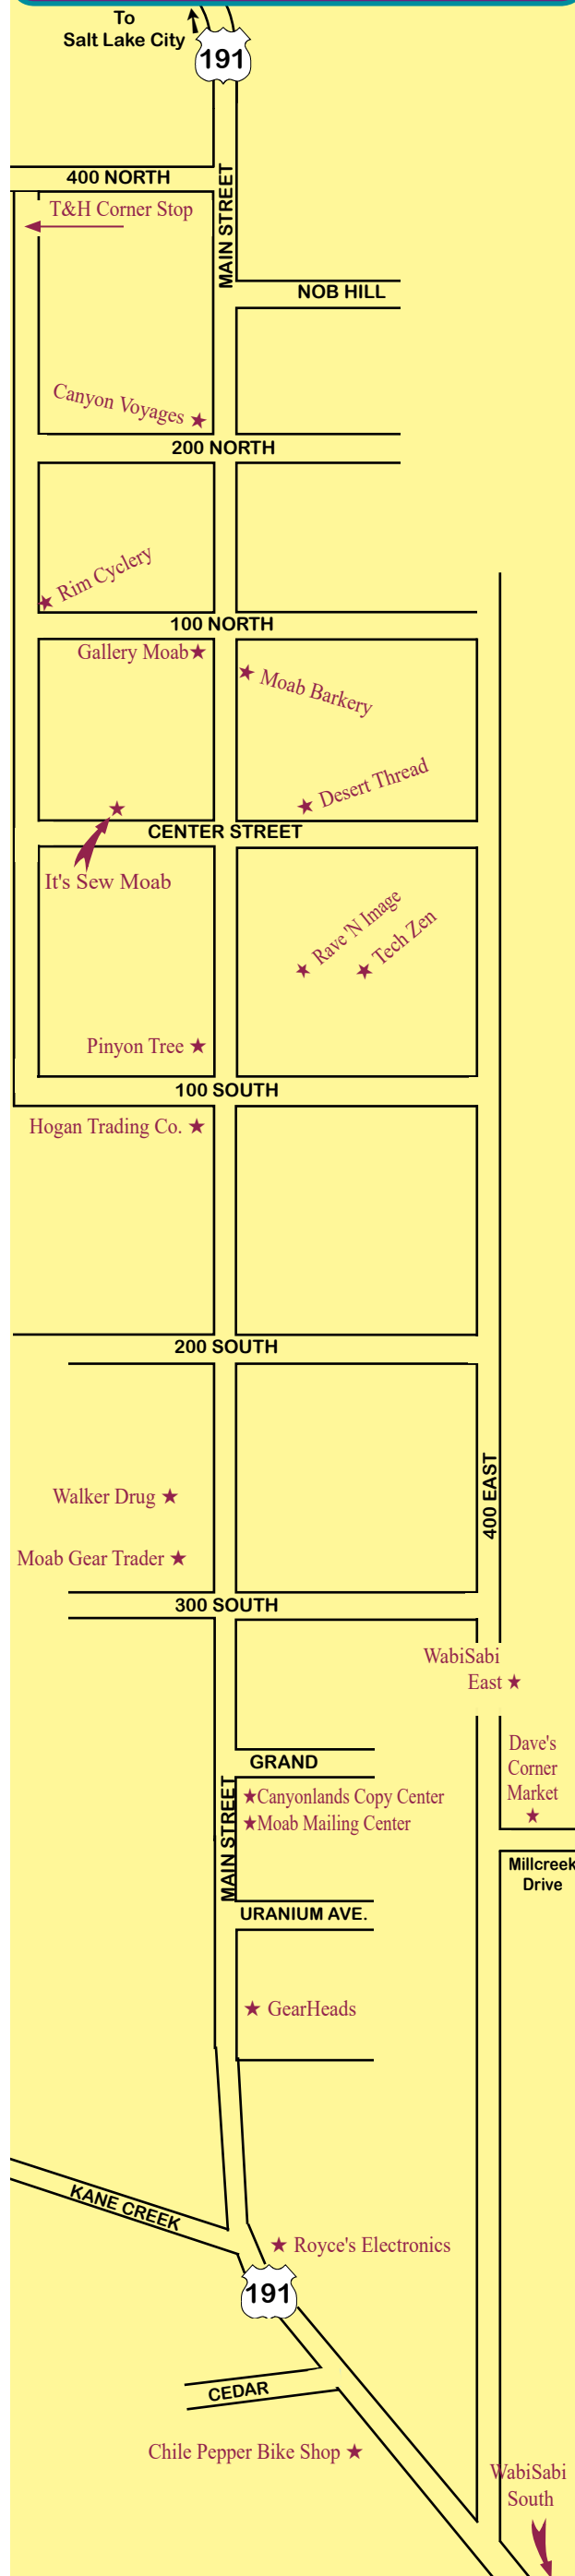 To
Salt Lake City
191
400 NORTH
T&H Corner Stop
MAIN STREET
NOB HILL
Canyon Voyages
200 NORTH
Rim Cyclery
100 NORTH
Gallery Moab
Moab Barkery
Desert Thread
CENTER STREET
It's Sew Moab
Rave 'N Image
Tech Zen
Pinyon Tree
100 SOUTH
Hogan Trading Co.
200 SOUTH
400 EAST
Walker Drug
Moab Gear Trader
300 SOUTH
WabiSabi
East
Dave's
Corner
Market
GRAND
MAIN STREET
Canyonlands Copy Center
Moab Mailing Center
Millcreek
Drive
URANIUM AVE.
GearHeads
KANE CREEK
Royce's Electronics
191
CEDAR
Chile Pepper Bike Shop
WabiSabi
South